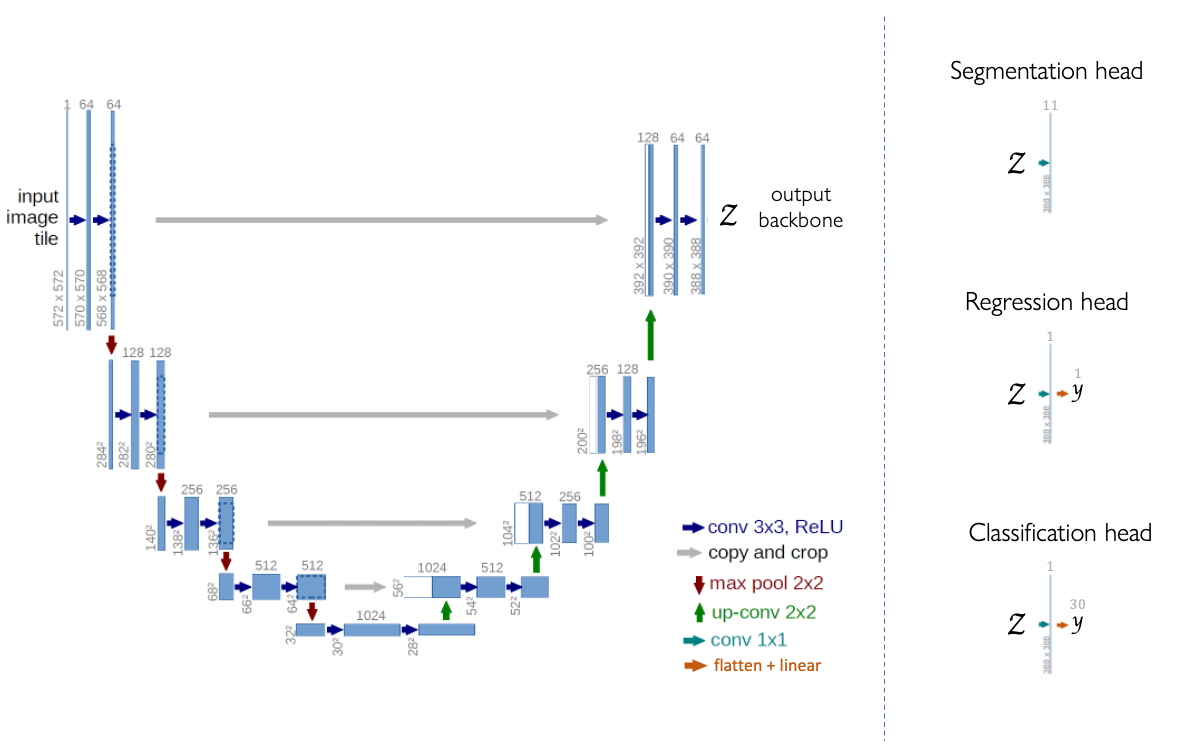 1 64 64
input
image
tile
572 x 572
570 x 570
568 x 568
128 128
284²
282²
280²
256 256
140²
138²
136²
512 512
68²
66²
64²
1024
32²
30²
28²
1024 512
56²
54²
52²
512 256
104²
102²
100²
256 128
200²
198²
196²
128 64 64
392 x 392
390 x 390
388 x 388
Z
output
backbone
conv 3x3, ReLU
copy and crop
max pool 2x2
up-conv 2x2
conv 1x1
flatten + linear
Segmentation head
11
Z
388 x 388
Regression head
1
1
Z
y
388 x 388
Classification head
1
30
Z
y
388 x 388